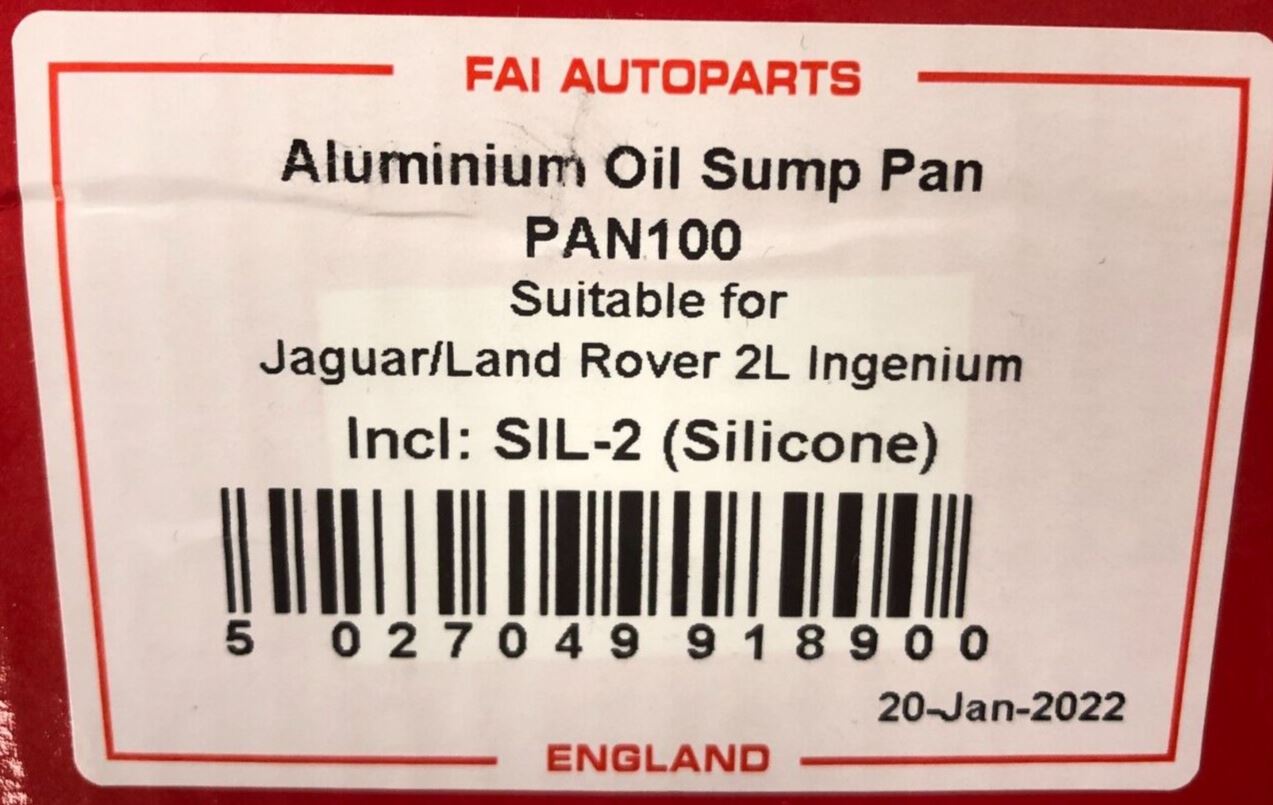 FAI AUTOPARTS
Aluminium Oil Sump Pan
PAN100
Suitable for
Jaguar/Land Rover 2L Ingenium
Incl: SIL-2 (Silicone)
5 027049 918900
20-Jan-2022
ENGLAND